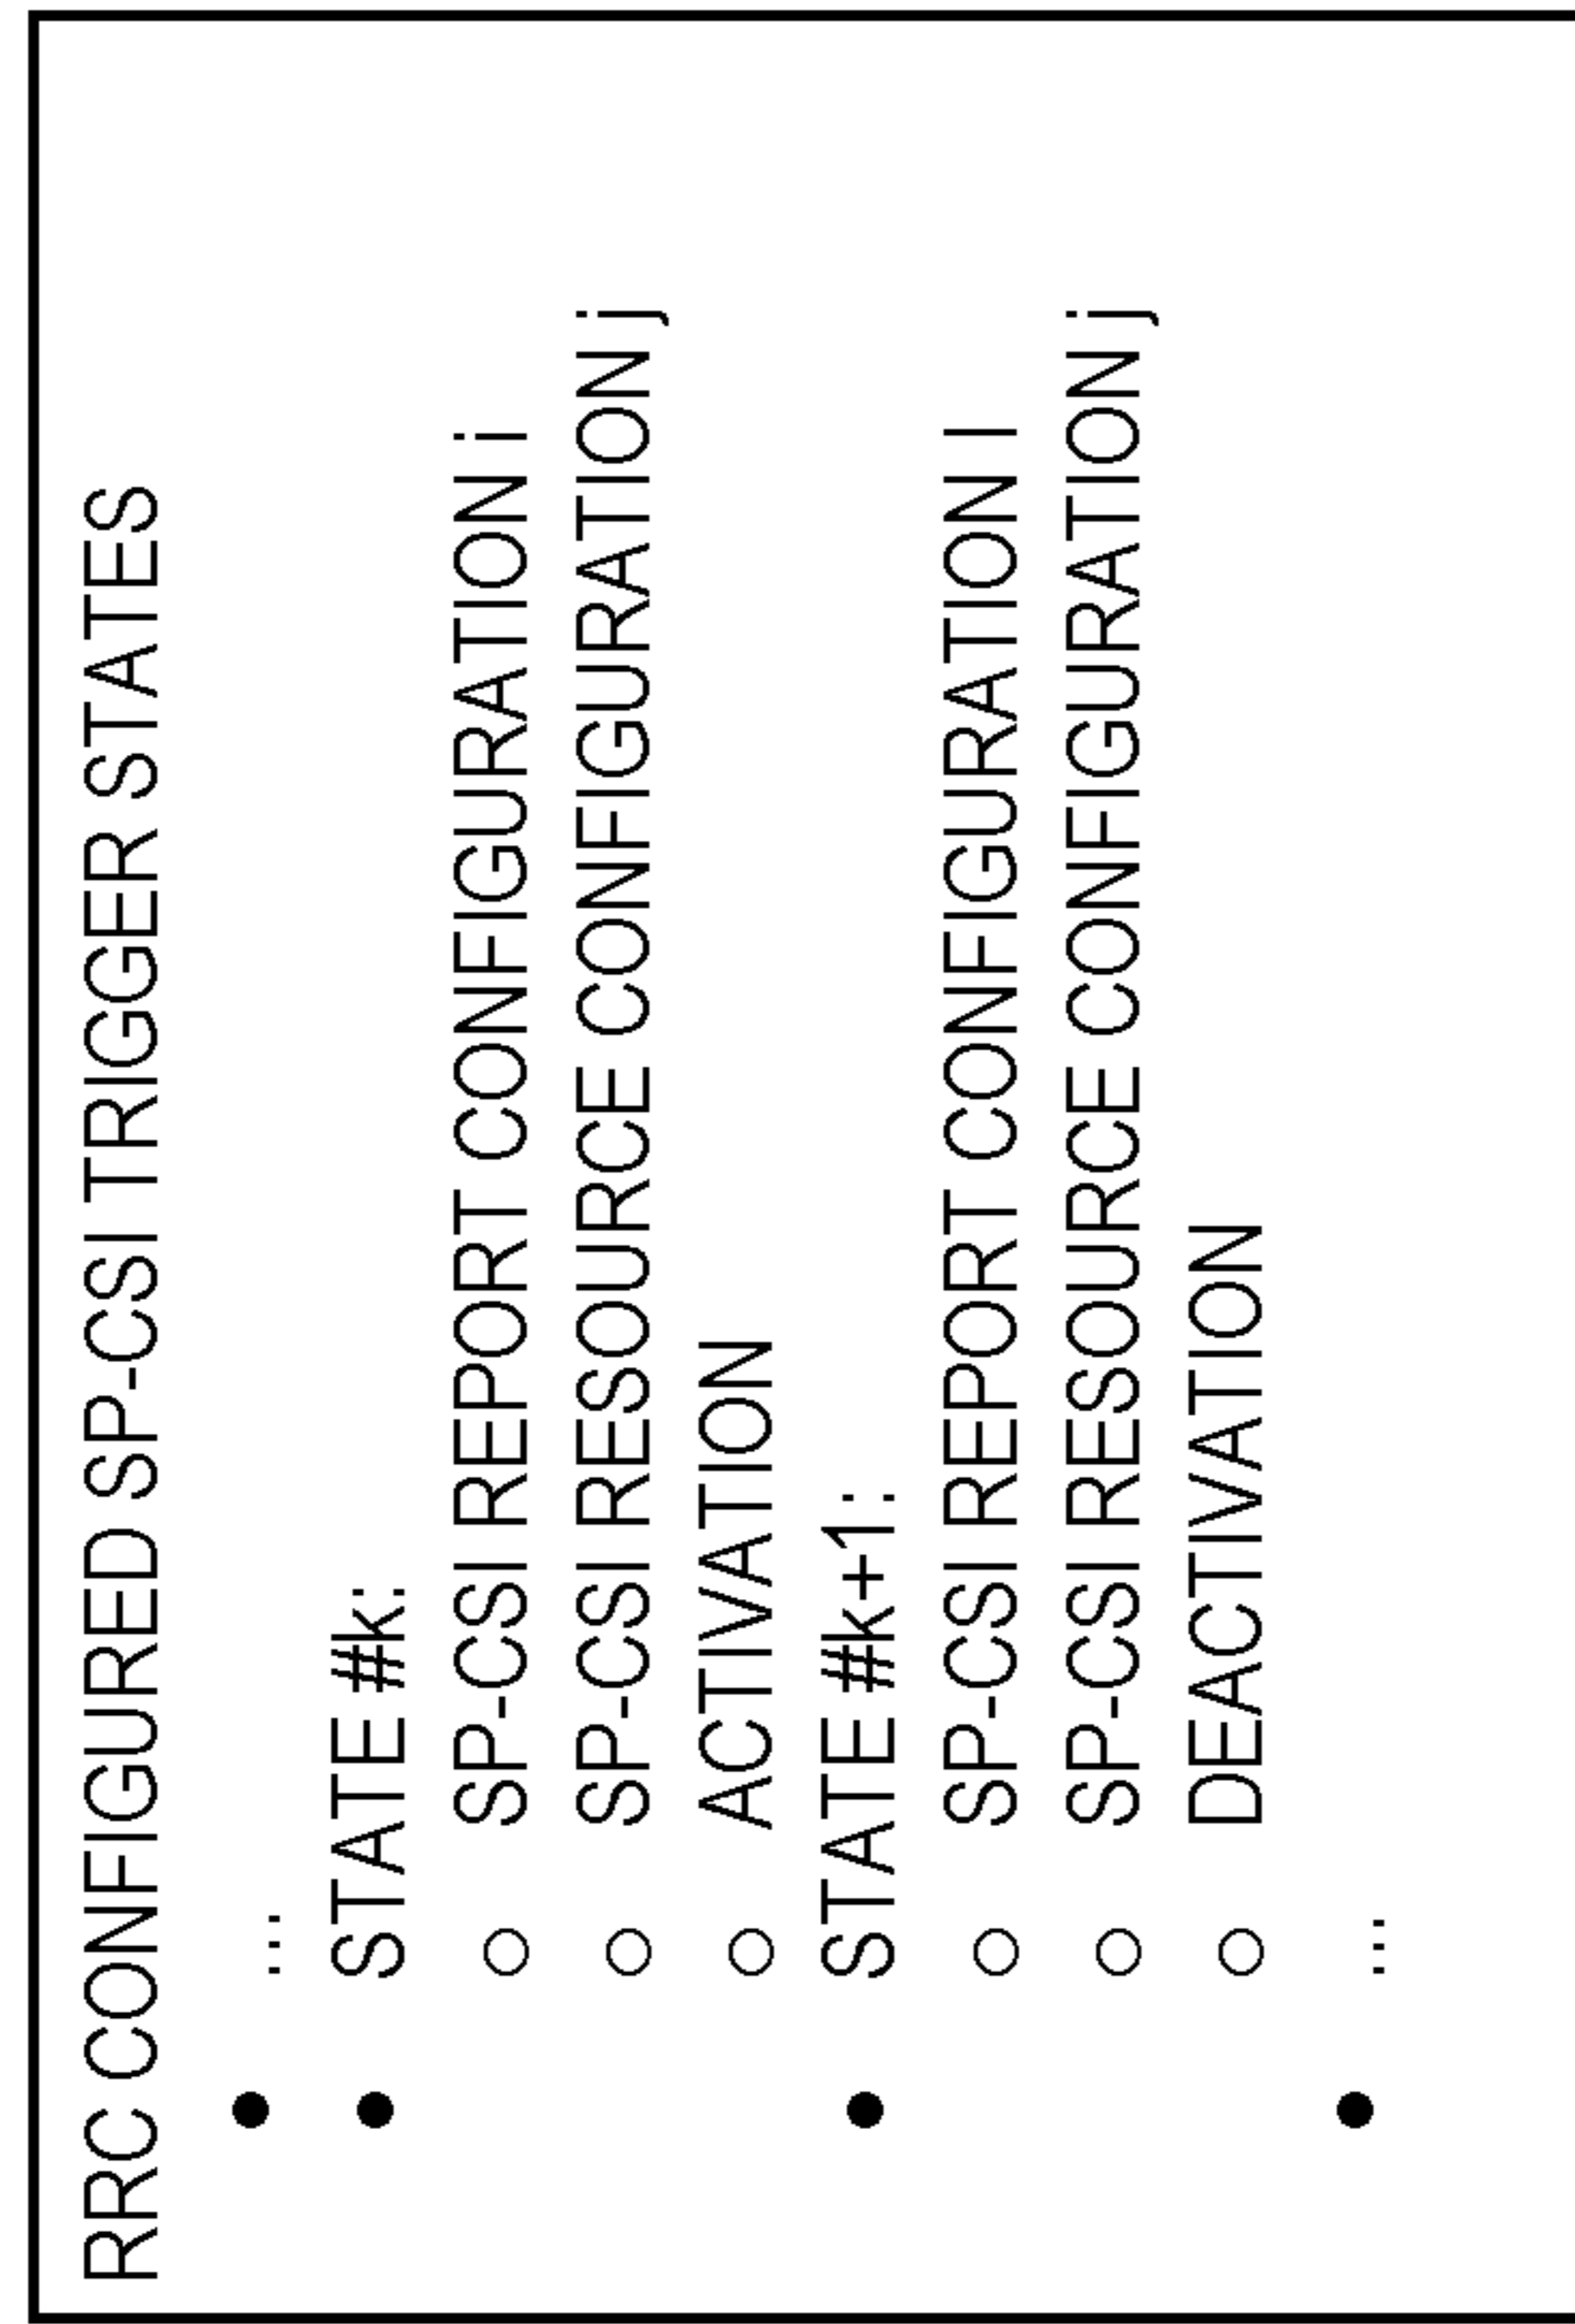 RRC CONFIGURED SP-CSI TRIGGER STATES
● ...
● STATE #k:
○ SP-CSI REPORT CONFIGURATION i
○ SP-CSI RESOURCE CONFIGURATION j
○ ACTIVATION
● STATE #k+1:
○ SP-CSI REPORT CONFIGURATION I
○ SP-CSI RESOURCE CONFIGURATION j
○ DEACTIVATION
● ...